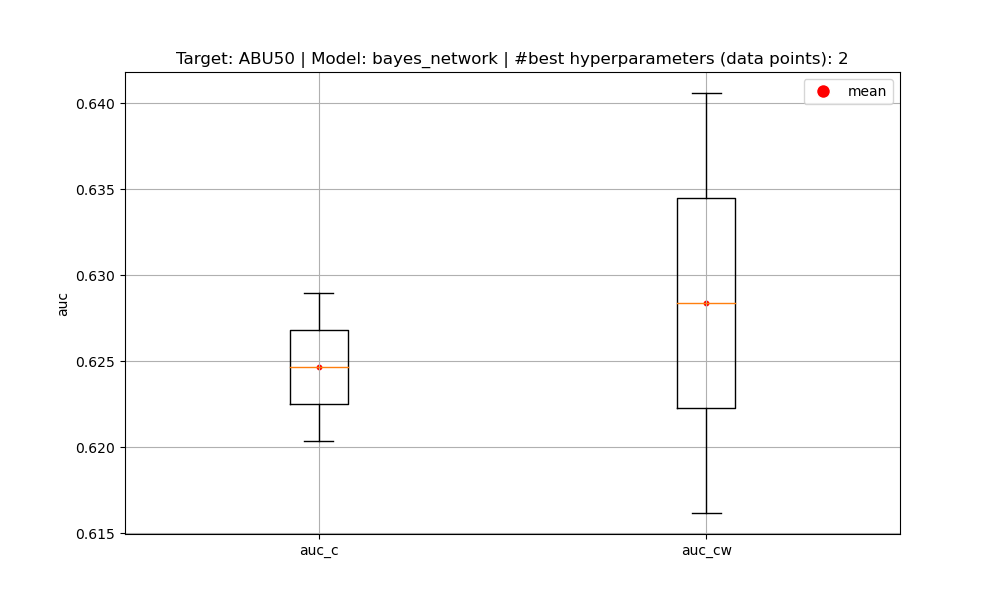 Target: ABU50 | Model: bayes_network | #best hyperparameters (data points): 2
mean
0.640
0.635
0.630
0.625
0.620
0.615
auc
auc_c
auc_cw